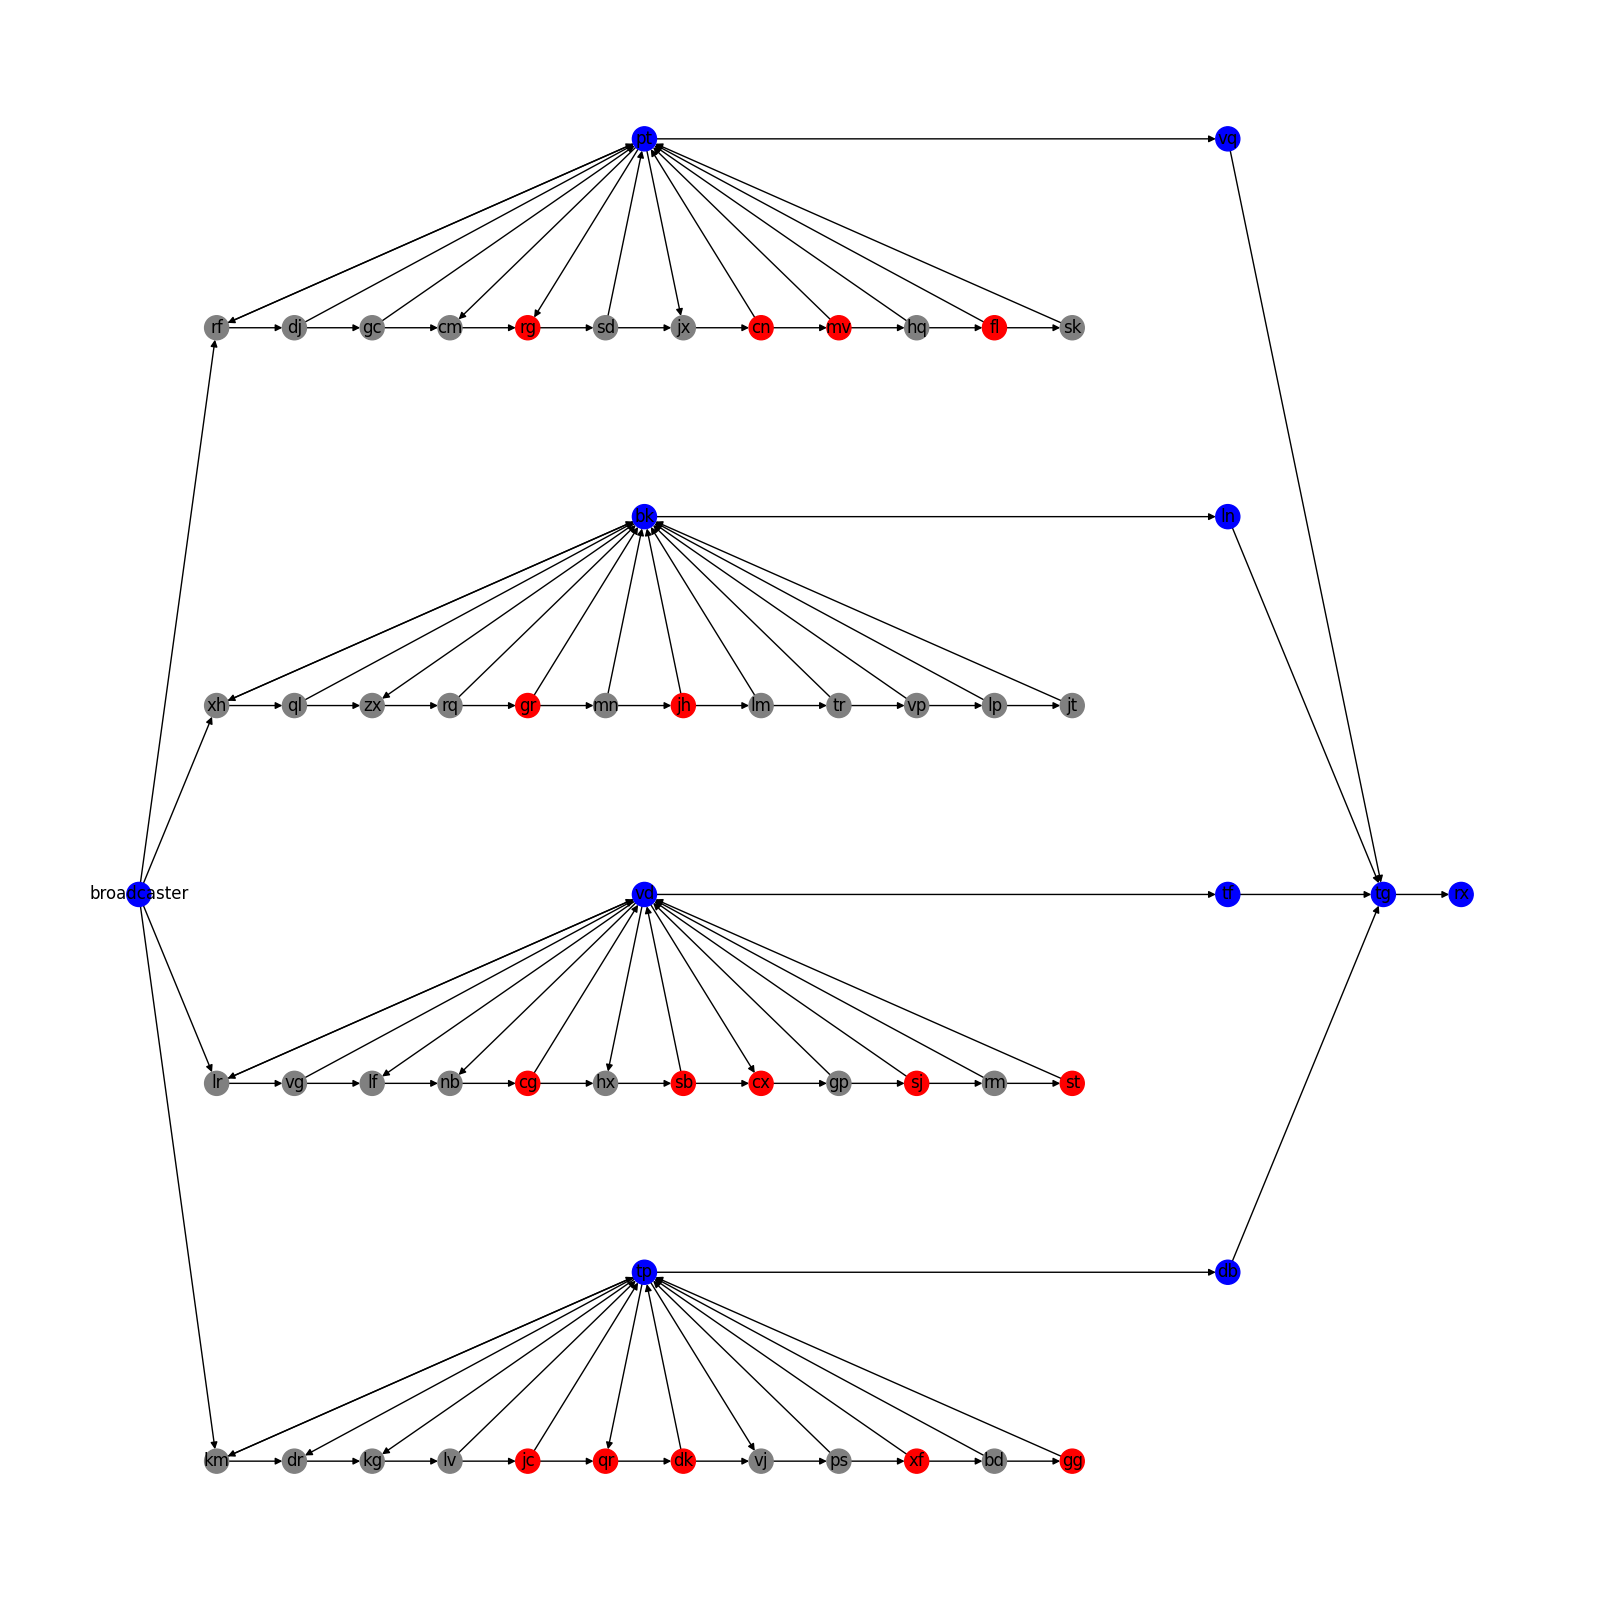 pt vq
rf dj gc cm rg sd jx cn mv hq fl sk
bk ln
xh ql zx rq gr mn jh lm tr vp lp jt
broadcaster vd tf tg rx
lr vg lf nb cg hx sb cx gp sj rm st
tp db
km dr kg lv jc qr dk vj ps xf bd gg